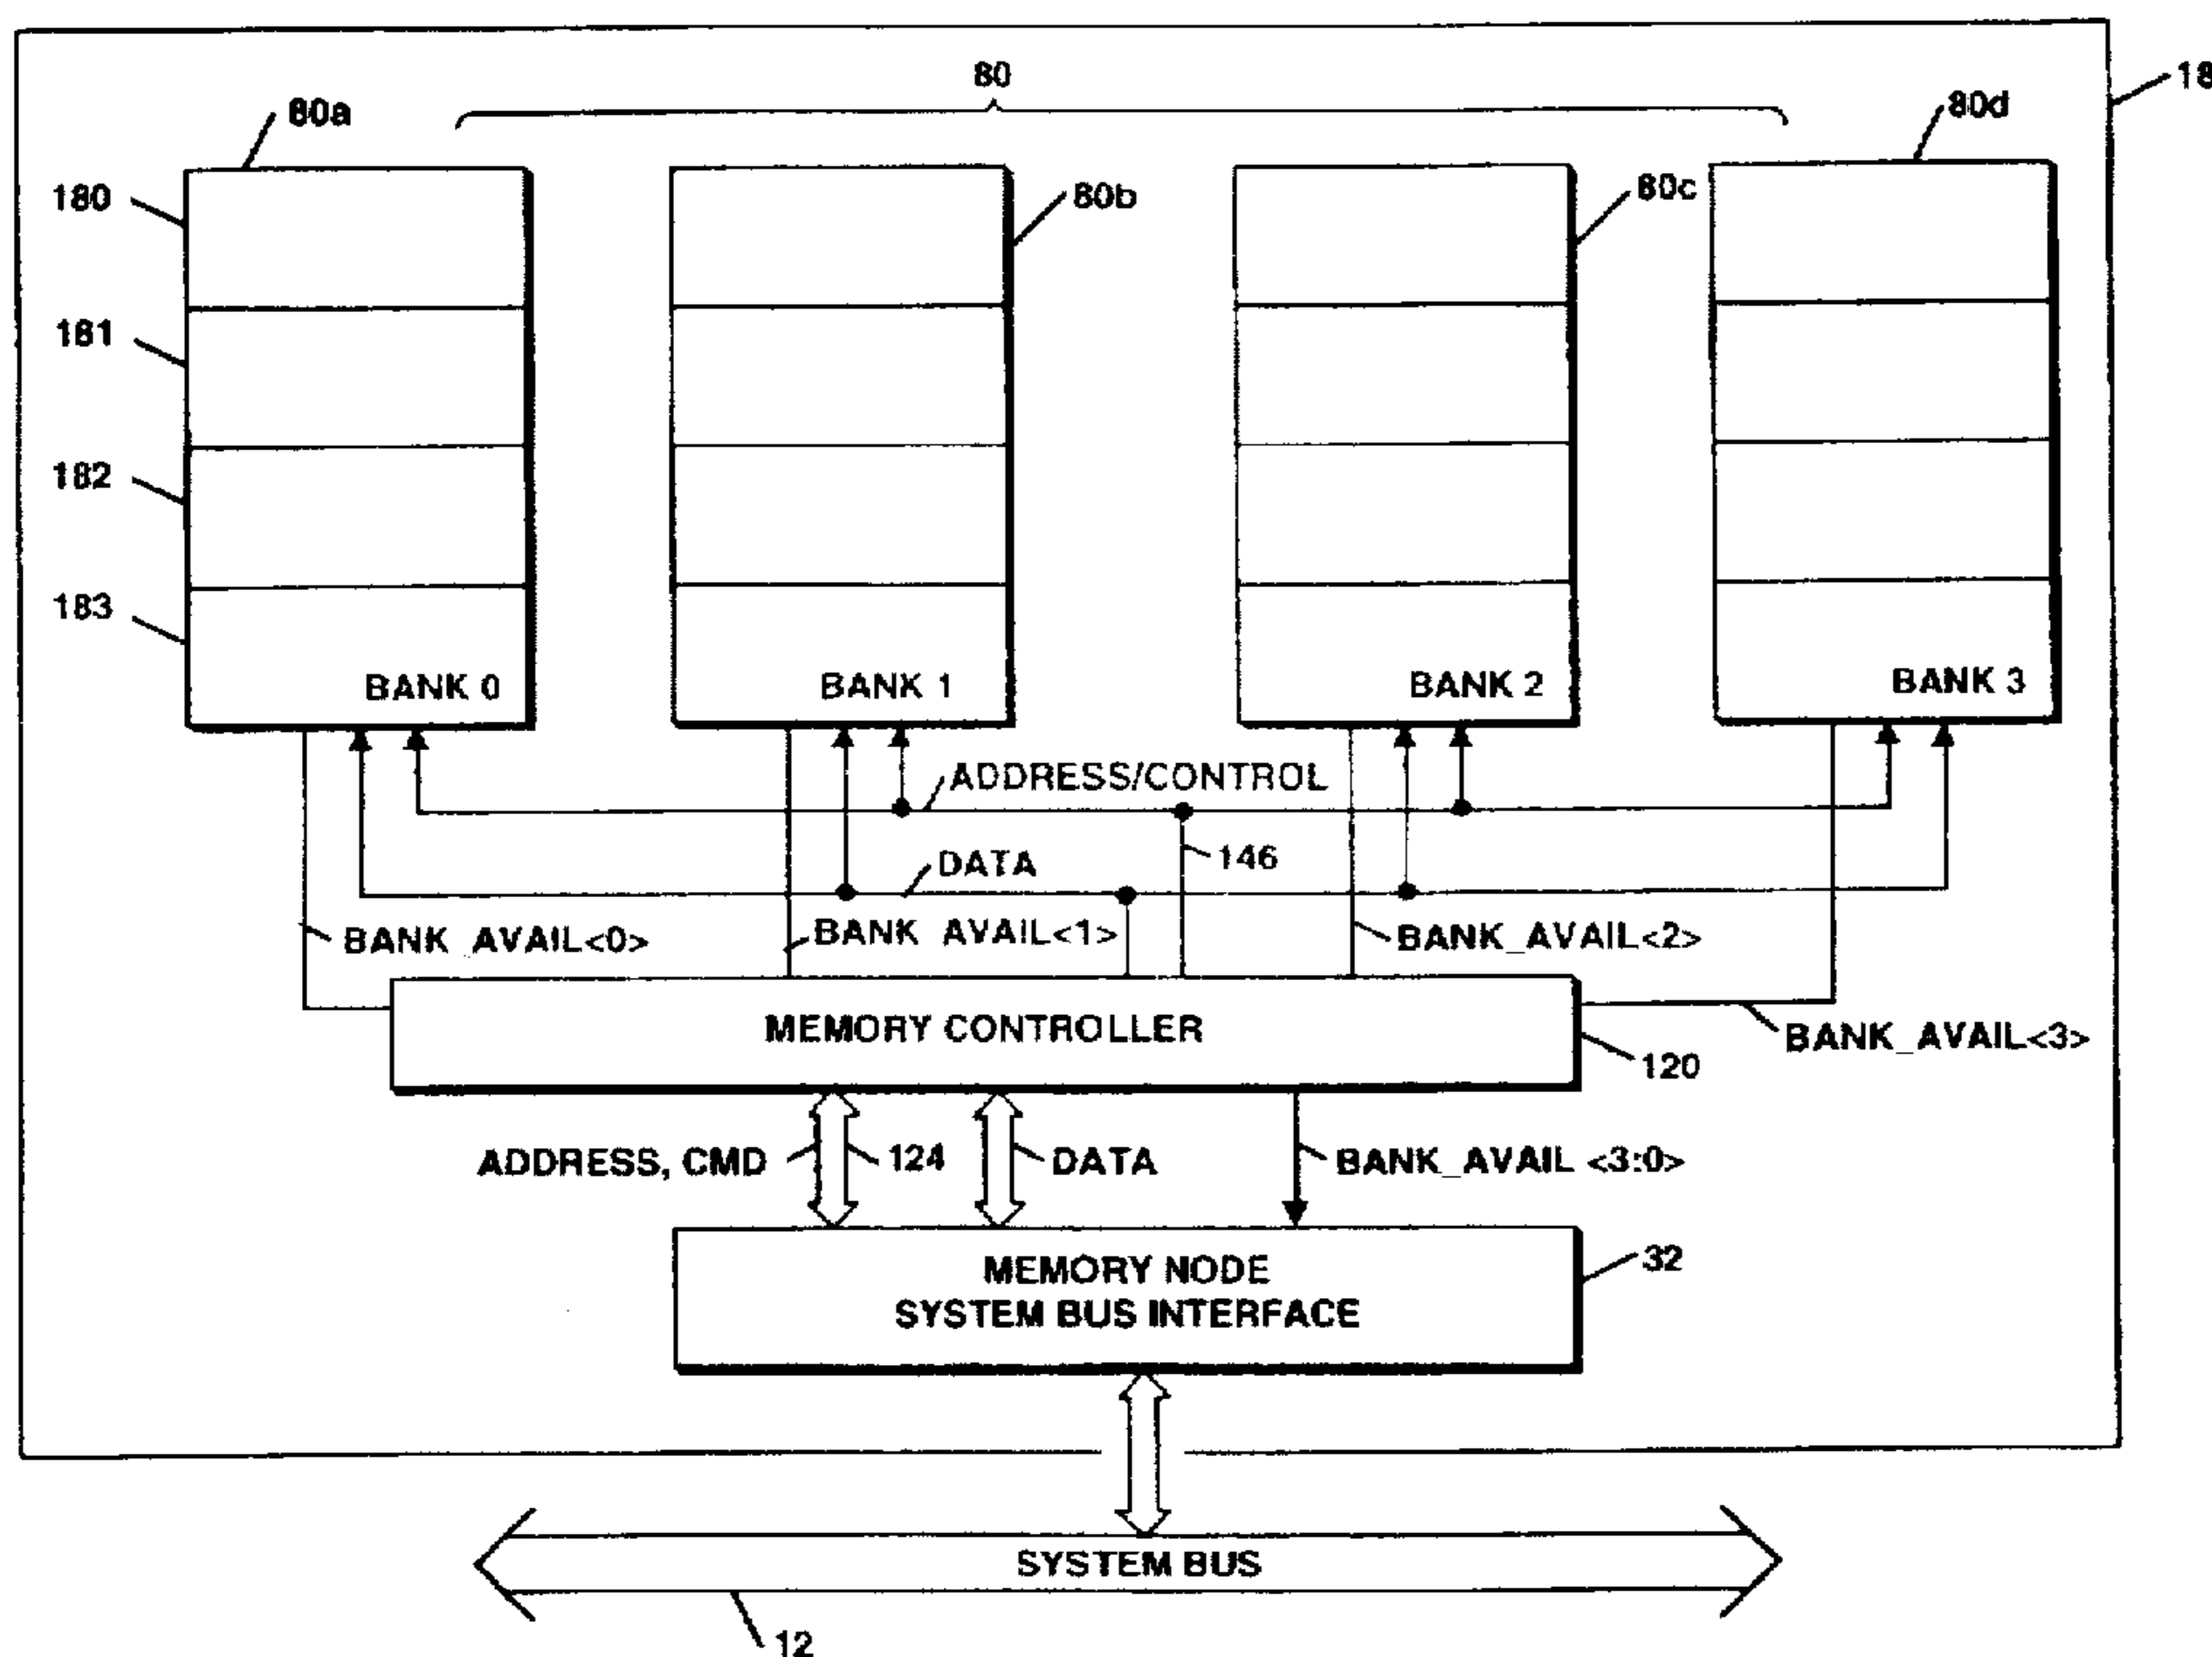 80
18
80a
80d
180
80b
80c
181
182
183
BANK 0
BANK 1
BANK 2
BANK 3
ADDRESS/CONTROL
146
DATA
BANK_AVAIL<0>
BANK_AVAIL<1>
BANK_AVAIL<2>
MEMORY CONTROLLER
BANK_AVAIL<3>
120
ADDRESS, CMD
124
DATA
BANK_AVAIL <3:0>
MEMORY NODE
SYSTEM BUS INTERFACE
32
SYSTEM BUS
12